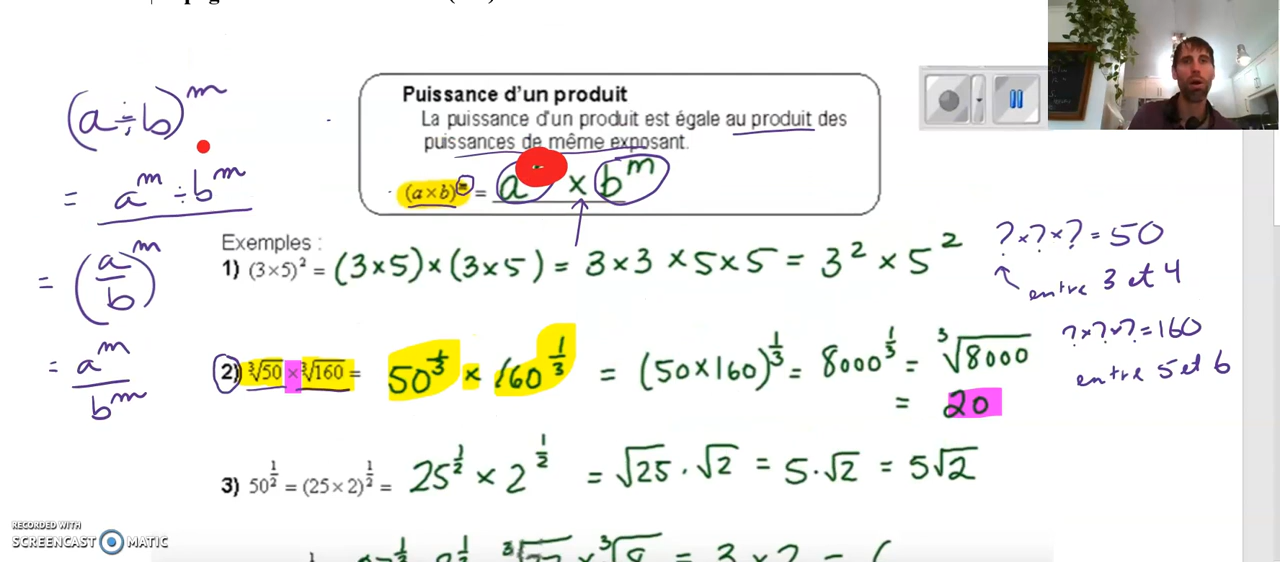 (a ÷ b)^m
= a^m ÷ b^m
= (a/b)^m
= a^m/b^m
Puissance d'un produit
La puissance d'un produit est égale au produit des
puissances de même exposant.
(a × b)^m = a × b^m
Exemples :
1) (3×5)² = (3×5)×(3×5) = 3×3×5×5 = 3² × 5²
?×?×? = 50
entre 3 et 4
2) ∛50 × ∛160 = 50^(1/3) × 160^(1/3) = (50×160)^(1/3) = 8000^(1/3) = ∛8000
= 20
?×?×? = 160
entre 5 et 6
3) 50^(1/2) = (25×2)^(1/2) = 25^(1/2) × 2^(1/2) = √25 · √2 = 5·√2 = 5√2
RECORDED WITH
SCREENCAST MATIC